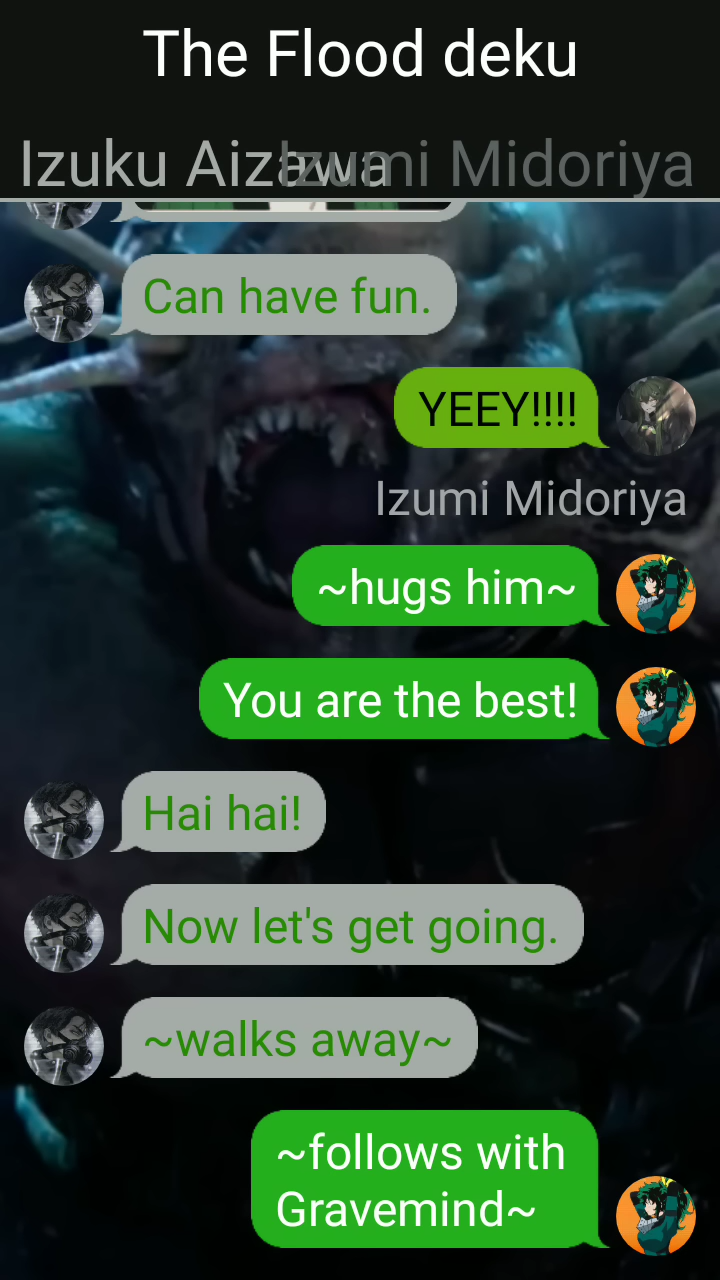 The Flood deku
Izuku Aizawa
Izumi Midoriya
Can have fun.
YEEY!!!!
Izumi Midoriya
~hugs him~
You are the best!
Hai hai!
Now let's get going.
~walks away~
~follows with
Gravemind~